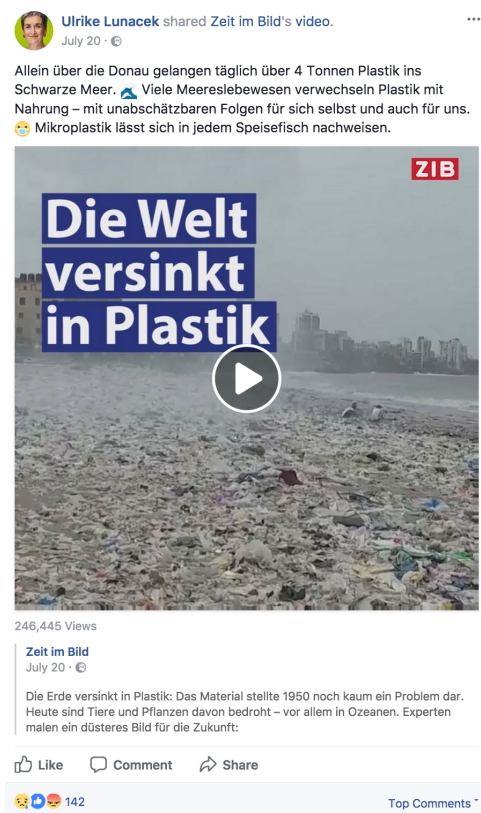 Ulrike Lunacek shared Zeit im Bild's video.
July 20 ·
Allein über die Donau gelangen täglich über 4 Tonnen Plastik ins
Schwarze Meer. 🌊 Viele Meereslebewesen verwechseln Plastik mit
Nahrung – mit unabschätzbaren Folgen für sich selbst und auch für uns.
😷 Mikroplastik lässt sich in jedem Speisefisch nachweisen.
ZIB
Die Welt
versinkt
in Plastik
246,445 Views
Zeit im Bild
July 20 ·
Die Erde versinkt in Plastik: Das Material stellte 1950 noch kaum ein Problem dar.
Heute sind Tiere und Pflanzen davon bedroht – vor allem in Ozeanen. Experten
malen ein düsteres Bild für die Zukunft:
Like Comment Share
142
Top Comments